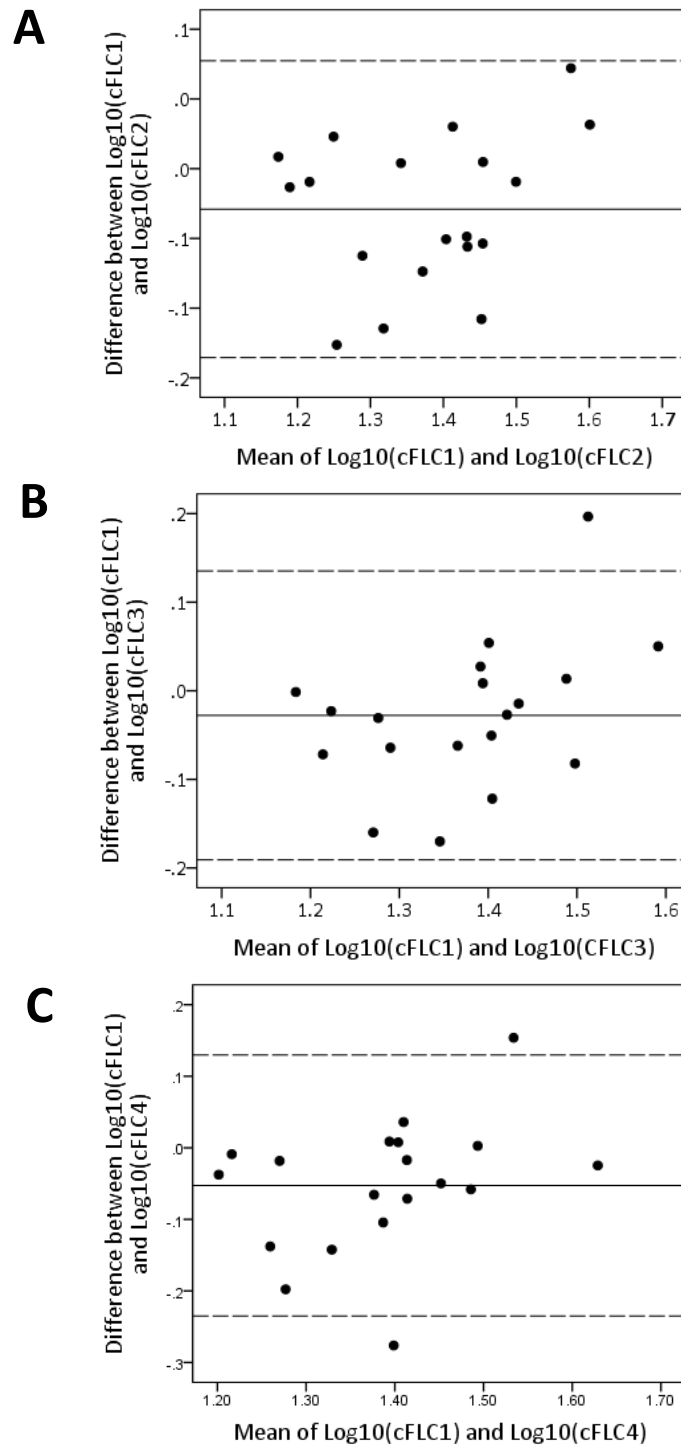 A
Difference between Log10(cFLC1)
and Log10(cFLC2)
.1
.0
.0
-.1
-.1
-.2
1.1 1.2 1.3 1.4 1.5 1.6 1.7
Mean of Log10(cFLC1) and Log10(cFLC2)
B
Difference between Log10(cFLC1)
and Log10(cFLC3)
.2
.1
.0
-.1
-.2
1.1 1.2 1.3 1.4 1.5 1.6
Mean of Log10(cFLC1) and Log10(CFLC3)
C
Difference between Log10(cFLC1)
and Log10(cFLC4)
.2
.1
.0
-.1
-.2
-.3
1.20 1.30 1.40 1.50 1.60 1.70
Mean of Log10(cFLC1) and Log10(cFLC4)